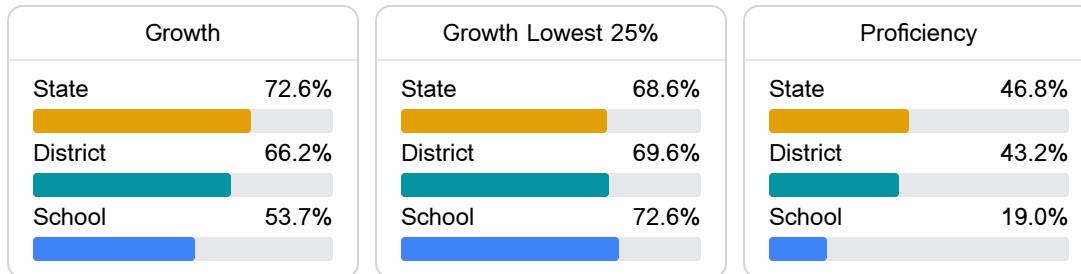 Growth
State 72.6%
District 66.2%
School 53.7%
Growth Lowest 25%
State 68.6%
District 69.6%
School 72.6%
Proficiency
State 46.8%
District 43.2%
School 19.0%